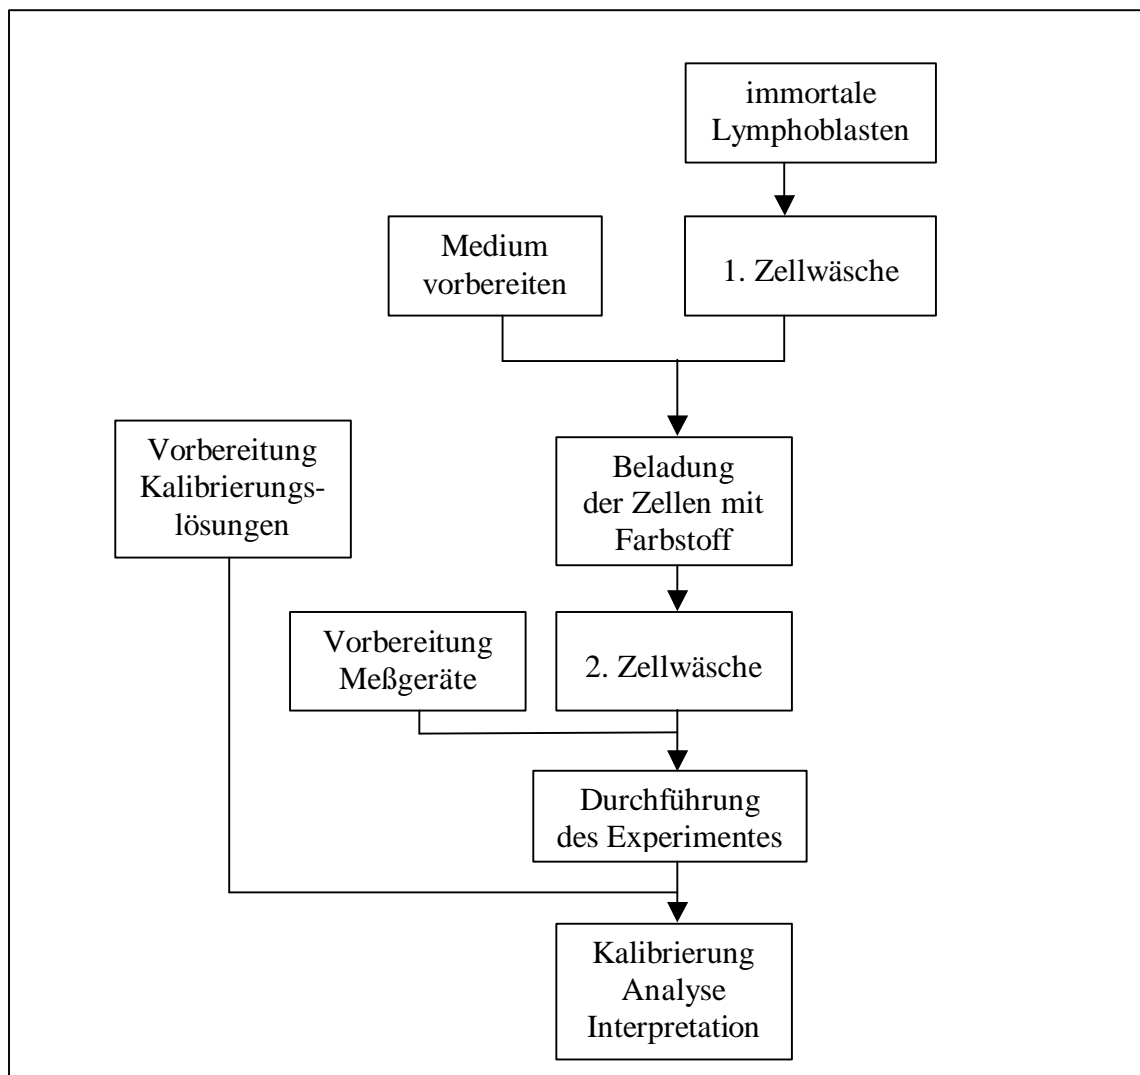 immortale
Lymphoblasten
Medium
vorbereiten
1. Zellwäsche
Vorbereitung
Kalibrierungs-
lösungen
Beladung
der Zellen mit
Farbstoff
Vorbereitung
Meßgeräte
2. Zellwäsche
Durchführung
des Experimentes
Kalibrierung
Analyse
Interpretation